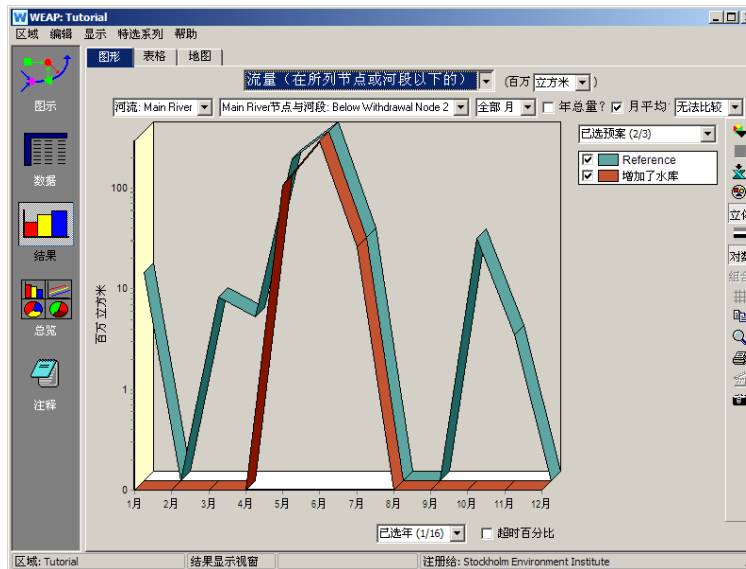 WEAP: Tutorial
区域 编辑 显示 特选系列 帮助
图形 表格 地图
流量（在所列节点或河段以下的） (百万 立方米 )
河流: Main River Main River节点与河段: Below Withdrawal Node 2 全部 月 年总量? 月平均 无法比较
图示
数据
结果
总览
注释
已选预案 (2/3)
Reference
增加了水库
对数
组合
百万 立方米
100
10
1
0
1月 2月 3月 4月 5月 6月 7月 8月 9月 10月 11月 12月
已选年 (1/16) 超时百分比
区域: Tutorial 结果显示视窗 注册给: Stockholm Environment Institute